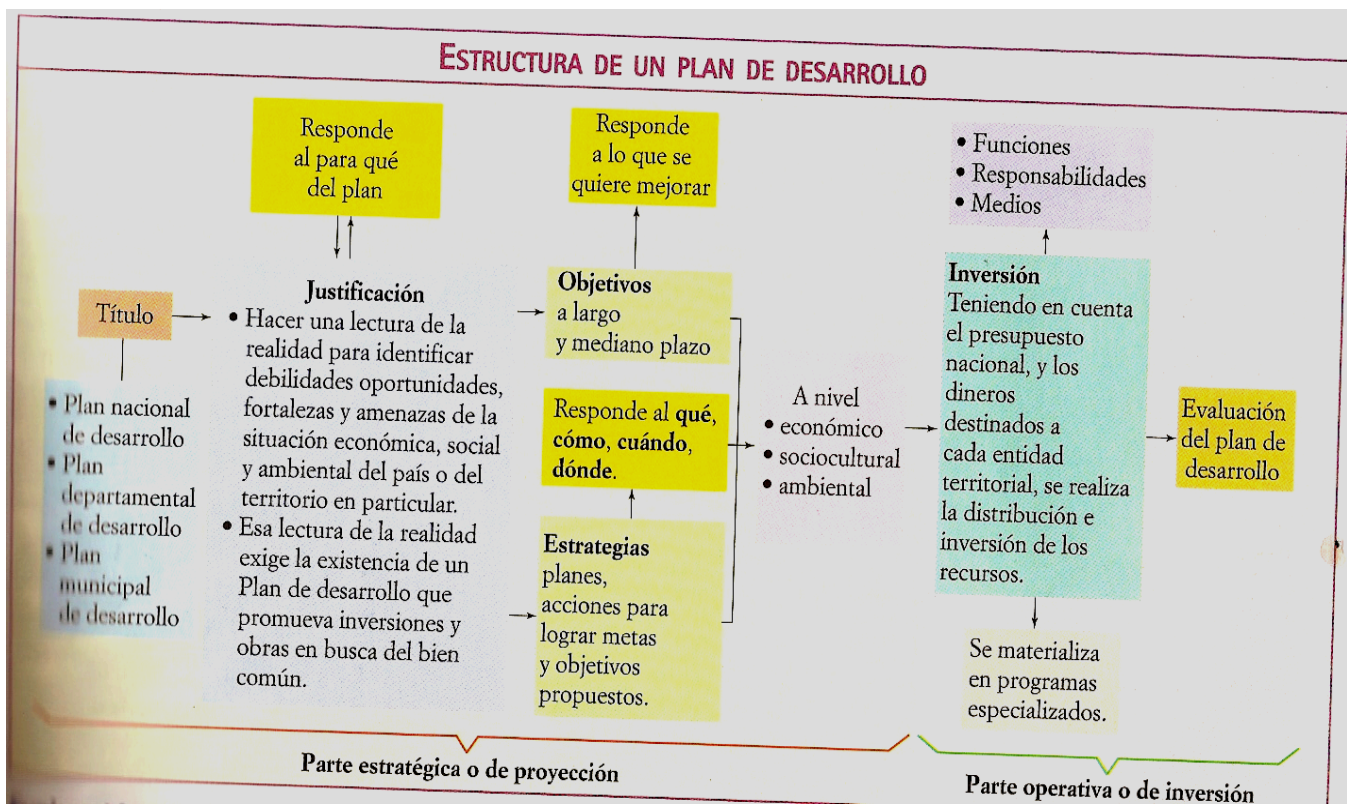 ESTRUCTURA DE UN PLAN DE DESARROLLO
Responde
al para qué
del plan
Responde
a lo que se
quiere mejorar
• Funciones
• Responsabilidades
• Medios
Título
• Plan nacional
de desarrollo
• Plan
departamental
de desarrollo
• Plan
municipal
de desarrollo
Justificación
• Hacer una lectura de la
realidad para identificar
debilidades oportunidades,
fortalezas y amenazas de la
situación económica, social
y ambiental del país o del
territorio en particular.
• Esa lectura de la realidad
exige la existencia de un
Plan de desarrollo que
promueva inversiones y
obras en busca del bien
común.
Objetivos
a largo
y mediano plazo
Responde al qué,
cómo, cuándo,
dónde.
Estrategias
planes,
acciones para
lograr metas
y objetivos
propuestos.
A nivel
• económico
• sociocultural
• ambiental
Inversión
Teniendo en cuenta
el presupuesto
nacional, y los
dineros
destinados a
cada entidad
territorial, se realiza
la distribución e
inversión de los
recursos.
Se materializa
en programas
especializados.
Evaluación
del plan de
desarrollo
Parte estratégica o de proyección
Parte operativa o de inversión